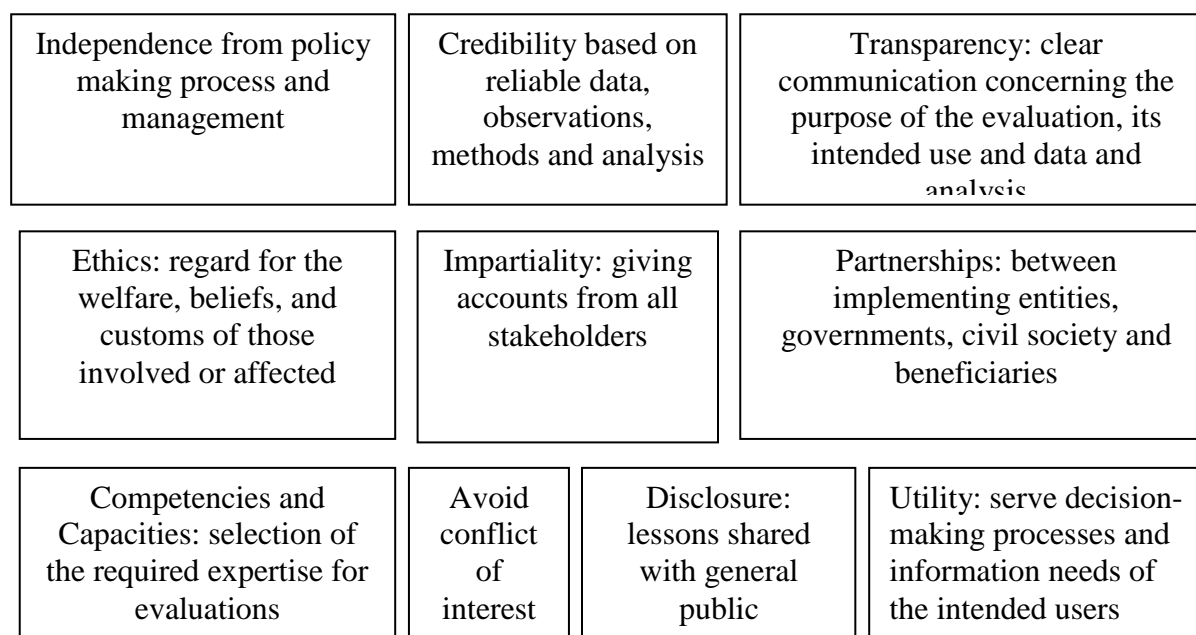 Independence from policy
making process and
management
Credibility based on
reliable data,
observations,
methods and analysis
Transparency: clear
communication concerning the
purpose of the evaluation, its
intended use and data and
analysis
Ethics: regard for the
welfare, beliefs, and
customs of those
involved or affected
Impartiality: giving
accounts from all
stakeholders
Partnerships: between
implementing entities,
governments, civil society and
beneficiaries
Competencies and
Capacities: selection of
the required expertise for
evaluations
Avoid
conflict
of
interest
Disclosure:
lessons shared
with general
public
Utility: serve decision-
making processes and
information needs of
the intended users